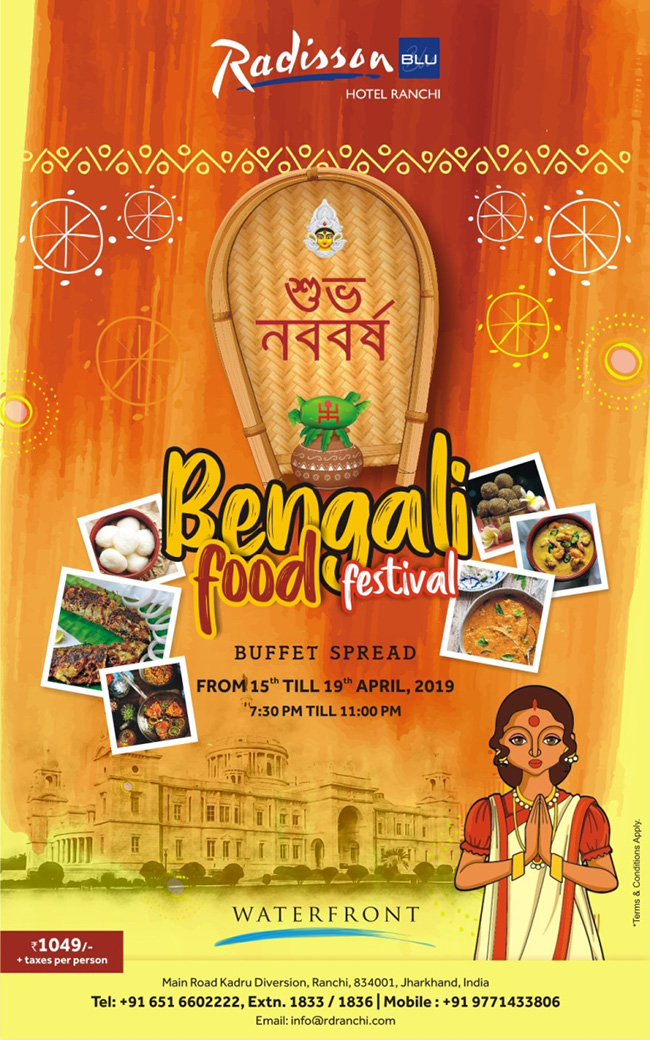 Radisson BLU
HOTEL RANCHI
শুভ
নববর্ষ
Bengali
food festival
BUFFET SPREAD
FROM 15th TILL 19th APRIL, 2019
7:30 PM TILL 11:00 PM
*Terms & Conditions Apply.
WATERFRONT
₹1049/-
+ taxes per person
Main Road Kadru Diversion, Ranchi, 834001, Jharkhand, India
Tel: +91 651 6602222, Extn. 1833 / 1836 | Mobile : +91 9771433806
Email: info@rdranchi.com